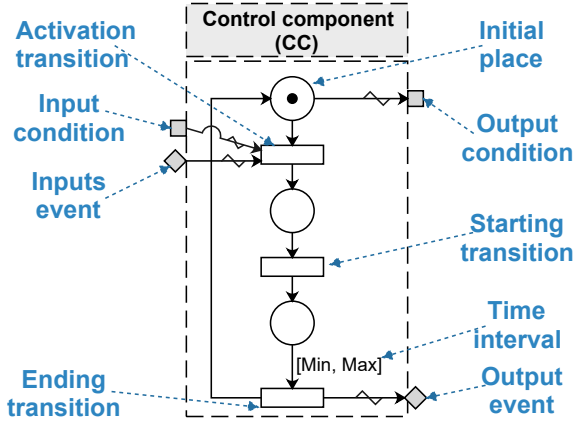 Control component
(CC)
Activation
transition
Initial
place
Input
condition
Output
condition
Inputs
event
Starting
transition
Time
interval
[Min, Max]
Ending
transition
Output
event